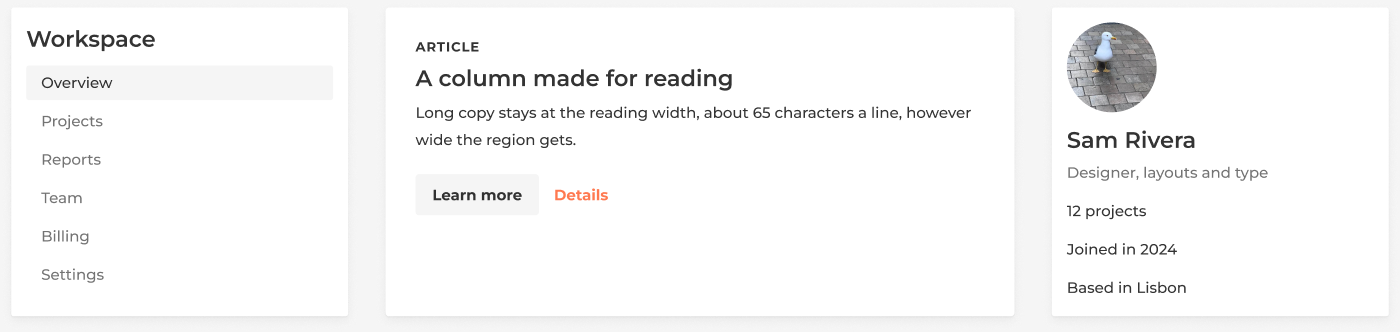 Workspace
Overview
Projects
Reports
Team
Billing
Settings
ARTICLE
A column made for reading
Long copy stays at the reading width, about 65 characters a line, however
wide the region gets.
Learn more
Details
Sam Rivera
Designer, layouts and type
12 projects
Joined in 2024
Based in Lisbon